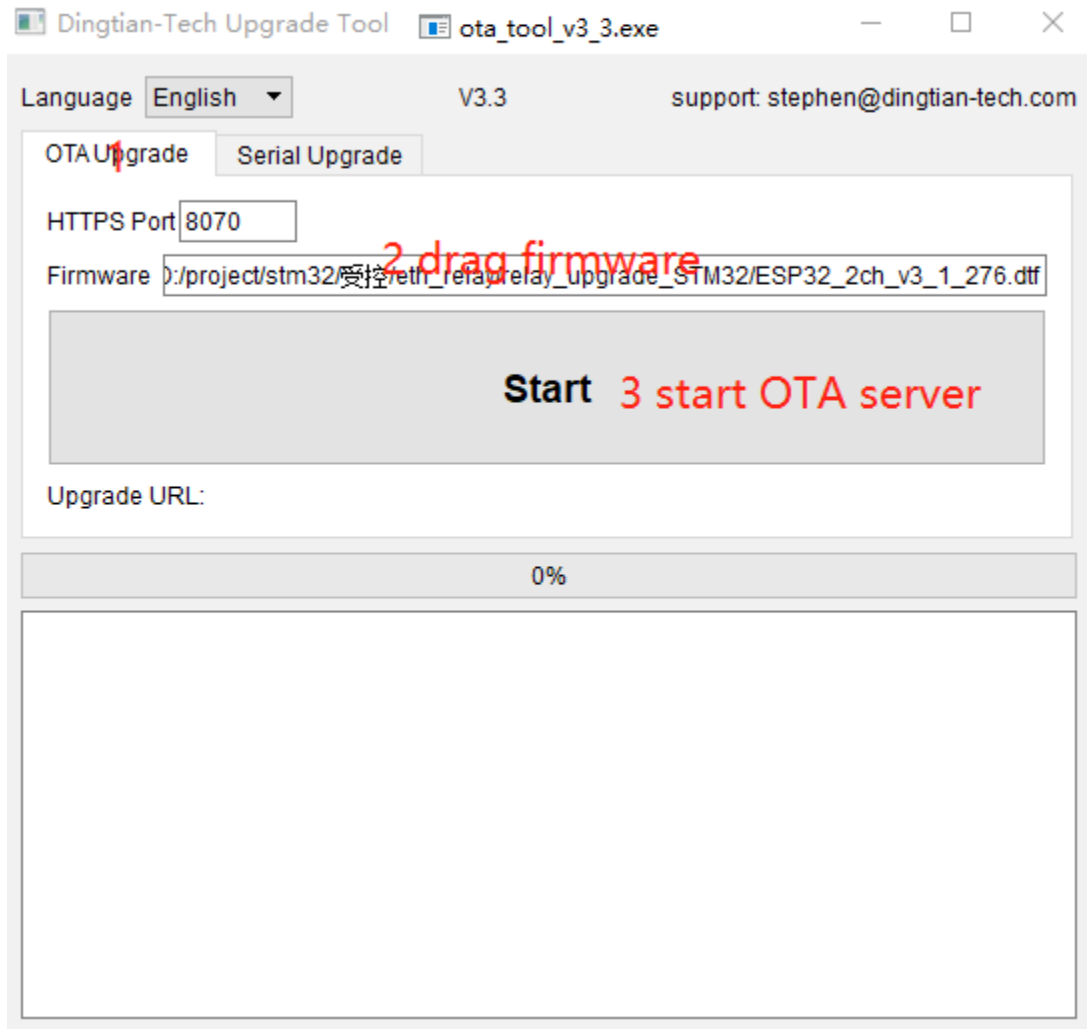 Dingtian-Tech Upgrade Tool ota_tool_v3_3.exe
Language English V3.3 support: stephen@dingtian-tech.com
OTA Upgrade Serial Upgrade
1
HTTPS Port 8070
2 drag firmware
Firmware ):/project/stm32/受控/eth_relay/relay_upgrade_STM32/ESP32_2ch_v3_1_276.dtf
Start 3 start OTA server
Upgrade URL:
0%